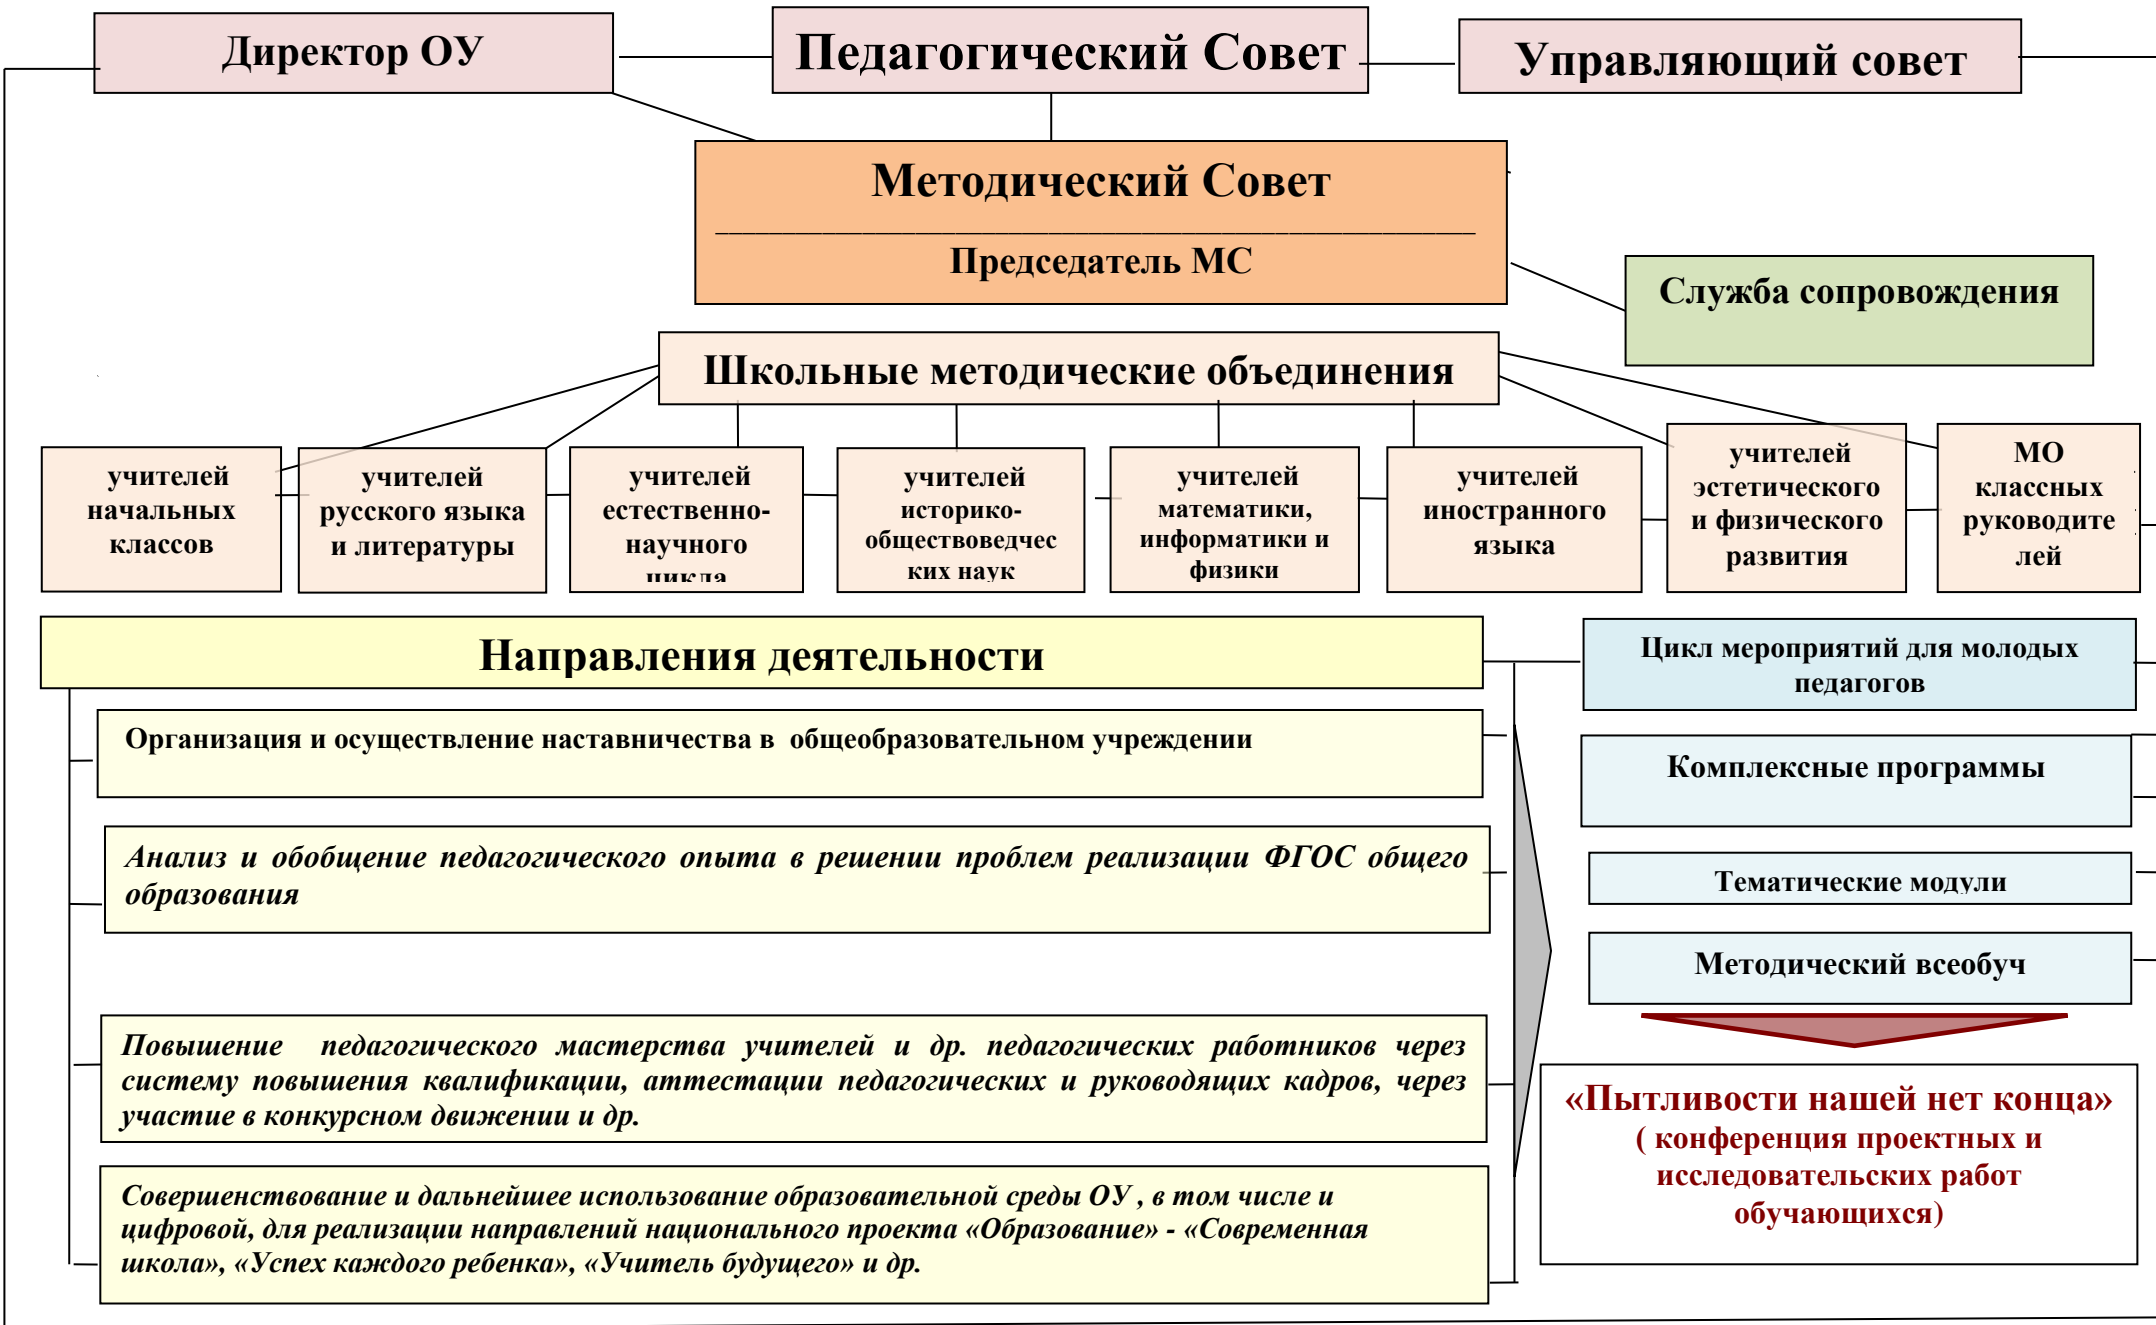 Директор ОУ
Педагогический Совет
Управляющий совет
Методический Совет
Председатель МС
Служба сопровождения
Школьные методические объединения
учителей
начальных
классов
учителей
русского языка
и литературы
учителей
естественно-
научного
цикла
учителей
историко-
обществоведчес
ких наук
учителей
математики,
информатики и
физики
учителей
иностранного
языка
учителей
эстетического
и физического
развития
МО
классных
руководите
лей
Направления деятельности
Организация и осуществление наставничества в общеобразовательном учреждении
Анализ и обобщение педагогического опыта в решении проблем реализации ФГОС общего
образования
Повышение педагогического мастерства учителей и др. педагогических работников через
систему повышения квалификации, аттестации педагогических и руководящих кадров, через
участие в конкурсном движении и др.
Совершенствование и дальнейшее использование образовательной среды ОУ , в том числе и
цифровой, для реализации направлений национального проекта «Образование» - «Современная
школа», «Успех каждого ребенка», «Учитель будущего» и др.
Цикл мероприятий для молодых
педагогов
Комплексные программы
Тематические модули
Методический всеобуч
«Пытливости нашей нет конца»
( конференция проектных и
исследовательских работ
обучающихся)